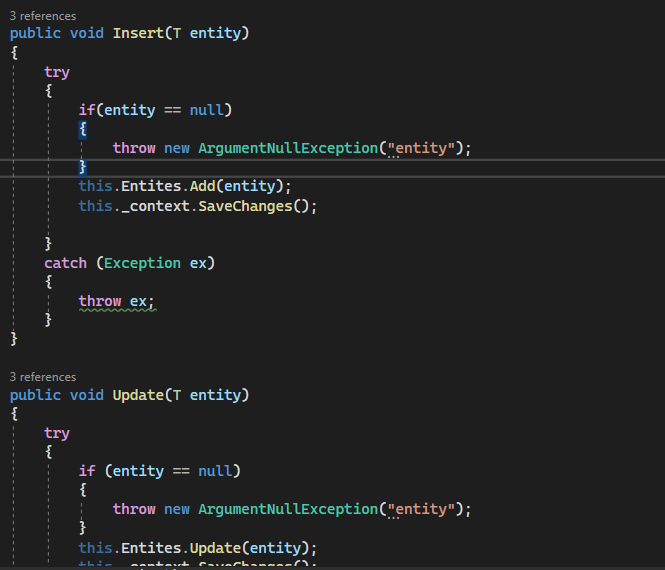 3 references
public void Insert(T entity)
{
try
{
if(entity == null)
{
throw new ArgumentNullException("entity");
}
this.Entites.Add(entity);
this._context.SaveChanges();
}
catch (Exception ex)
{
throw ex;
}
}
3 references
public void Update(T entity)
{
try
{
if (entity == null)
{
throw new ArgumentNullException("entity");
}
this.Entites.Update(entity);
this._context.SaveChanges();